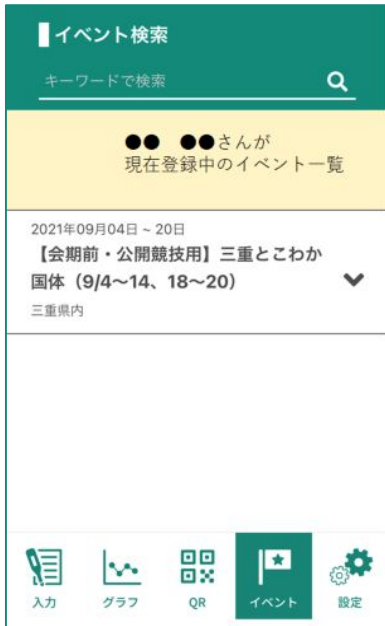 イベント検索
キーワードで検索
●● ●●さんが
現在登録中のイベント一覧
2021年09月04日 ~ 20日
【会期前・公開競技用】三重とこわか
国体（9/4〜14、18〜20）
三重県内
入力 グラフ QR イベント 設定